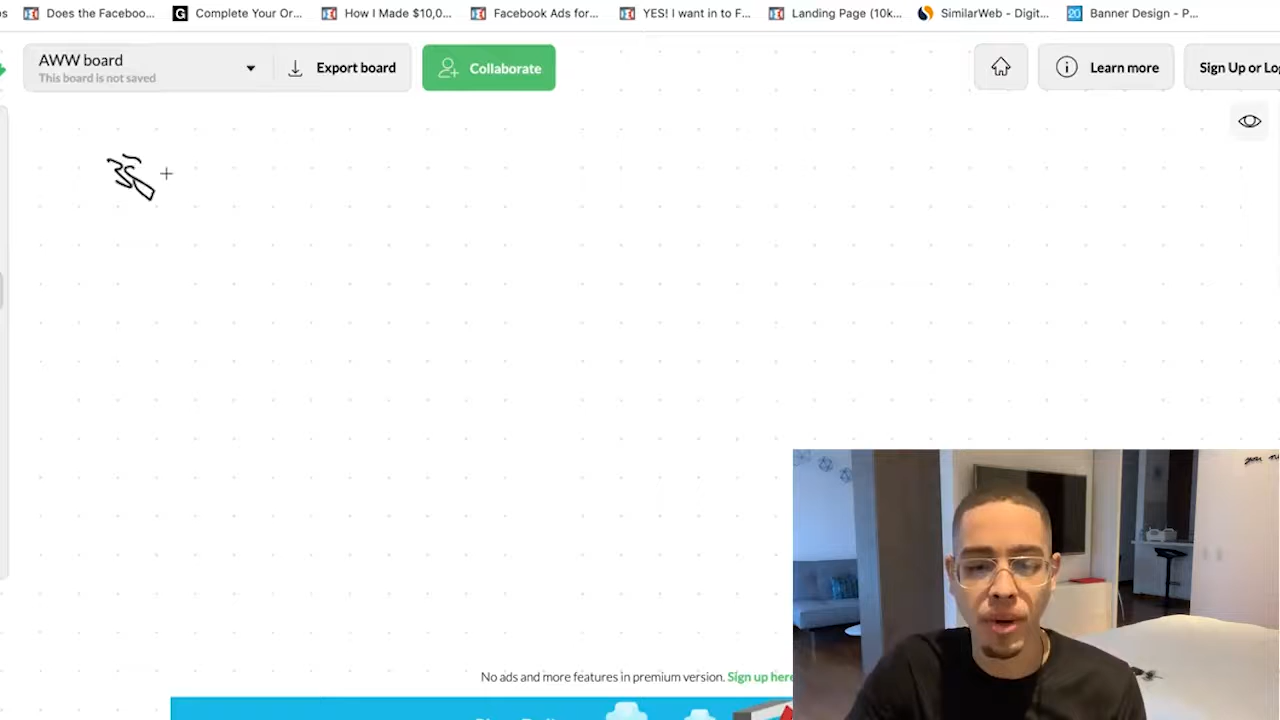 Does the Faceboo...
G Complete Your Or...
How I Made $10,0...
Facebook Ads for...
YES! I want in to F...
Landing Page (10k...
SimilarWeb - Digit...
20 Banner Design - P...
AWW board
This board is not saved
Export board
Collaborate
Learn more
Sign Up or Log
No ads and more features in premium version. Sign up here